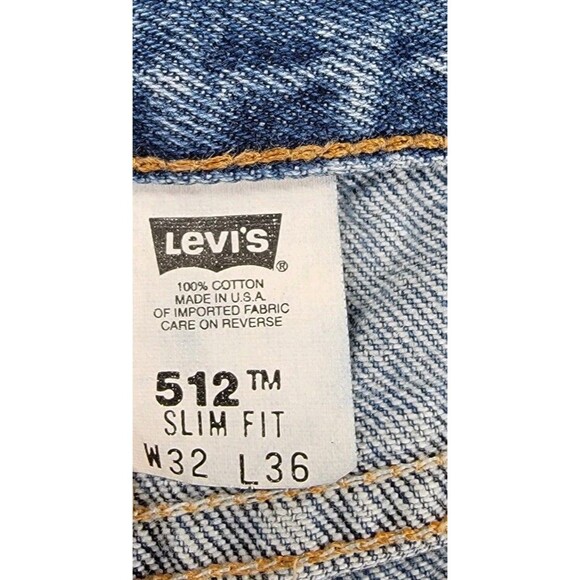 Levi's ®
100% COTTON
MADE IN U.S.A.
OF IMPORTED FABRIC
CARE ON REVERSE
512™
SLIM FIT
W32 L36